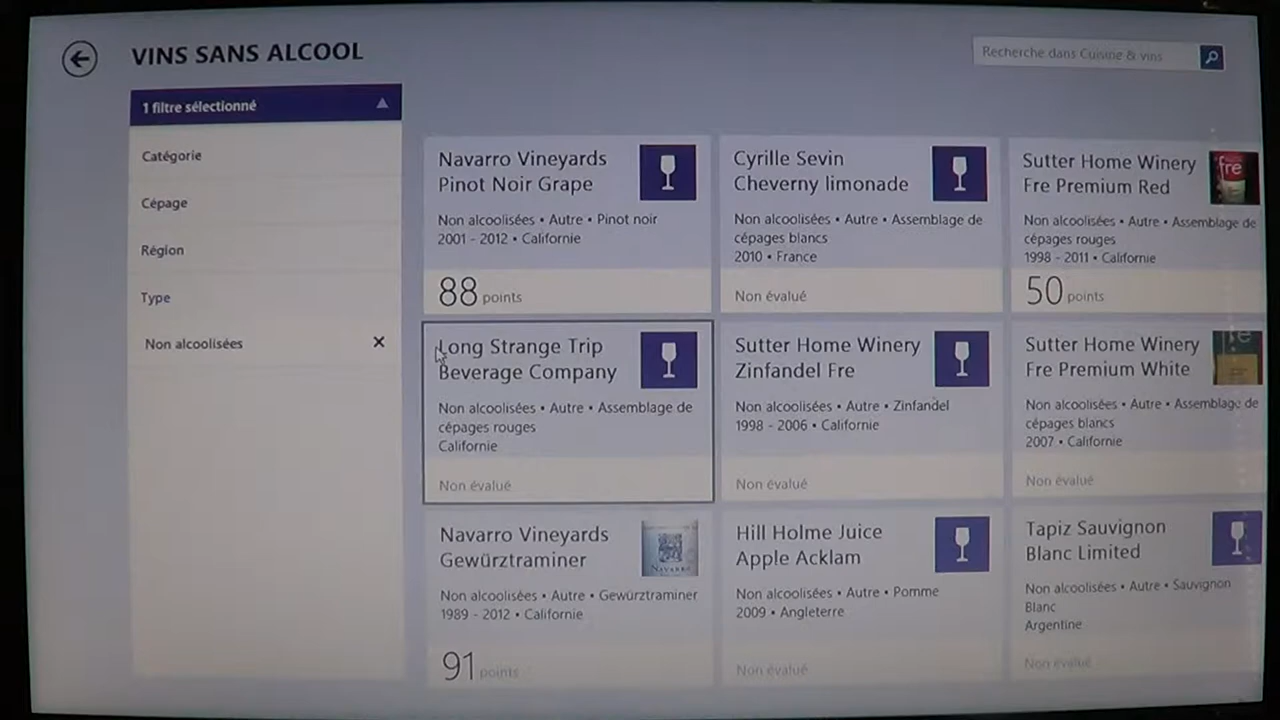 VINS SANS ALCOOL
Recherche dans Cuisine & vins
1 filtre sélectionné
Catégorie
Cépage
Région
Type
Non alcoolisées
Navarro Vineyards
Pinot Noir Grape
Non alcoolisées • Autre • Pinot noir
2001 - 2012 • Californie
88 points
Cyrille Sevin
Cheverny limonade
Non alcoolisées • Autre • Assemblage de
cépages blancs
2010 • France
Non évalué
Sutter Home Winery
Fre Premium Red
fre
Non alcoolisées • Autre • Assemblage de
cépages rouges
1998 - 2011 • Californie
50 points
Long Strange Trip
Beverage Company
Non alcoolisées • Autre • Assemblage de
cépages rouges
Californie
Non évalué
Sutter Home Winery
Zinfandel Fre
Non alcoolisées • Autre • Zinfandel
1998 - 2006 • Californie
Non évalué
Sutter Home Winery
Fre Premium White
Non alcoolisées • Autre • Assemblage de
cépages blancs
2007 • Californie
Non évalué
Navarro Vineyards
Gewürztraminer
NAVARRO
Non alcoolisées • Autre • Gewürztraminer
1989 - 2012 • Californie
91 points
Hill Holme Juice
Apple Acklam
Non alcoolisées • Autre • Pomme
2009 • Angleterre
Non évalué
Tapiz Sauvignon
Blanc Limited
Non alcoolisées • Autre • Sauvignon
Blanc
Argentine
Non évalué